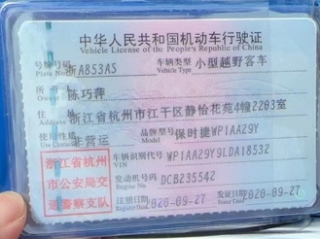 中华人民共和国机动车行驶证
Vehicle License of the People's Republic of China
号牌号码 浙A853AS 车辆类型 小型越野客车
Plate No. Vehicle Type
所有人 陈巧萍
住址 浙江省杭州市江干区静怡花苑4幢2203室
使用性质 非营运 品牌型号 保时捷WP1AA29Y
浙江省杭州
市公安局交
通警察支队
车辆识别代号 WP1AA29Y9LDA18532
VIN
发动机号码 DCB235542
Engine No.
注册日期 2020-09-27 发证日期 2020-09-27